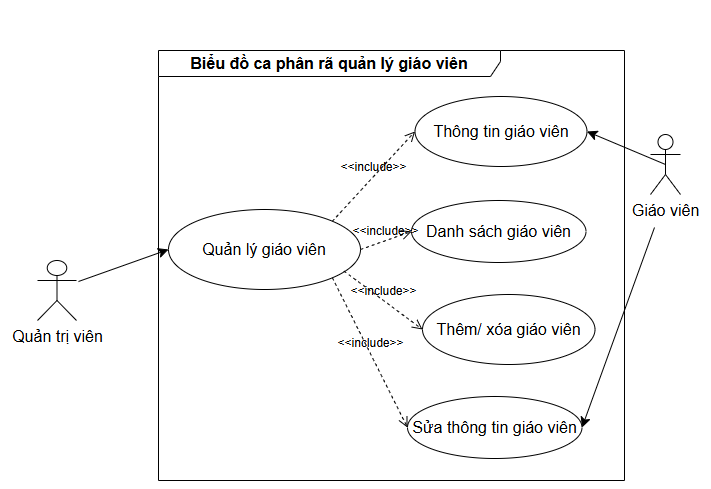 Biểu đồ ca phân rã quản lý giáo viên
Thông tin giáo viên
<<include>>
Giáo viên
Danh sách giáo viên
<<include>>
Quản lý giáo viên
<<include>>
Thêm/ xóa giáo viên
Quản trị viên
<<include>>
Sửa thông tin giáo viên